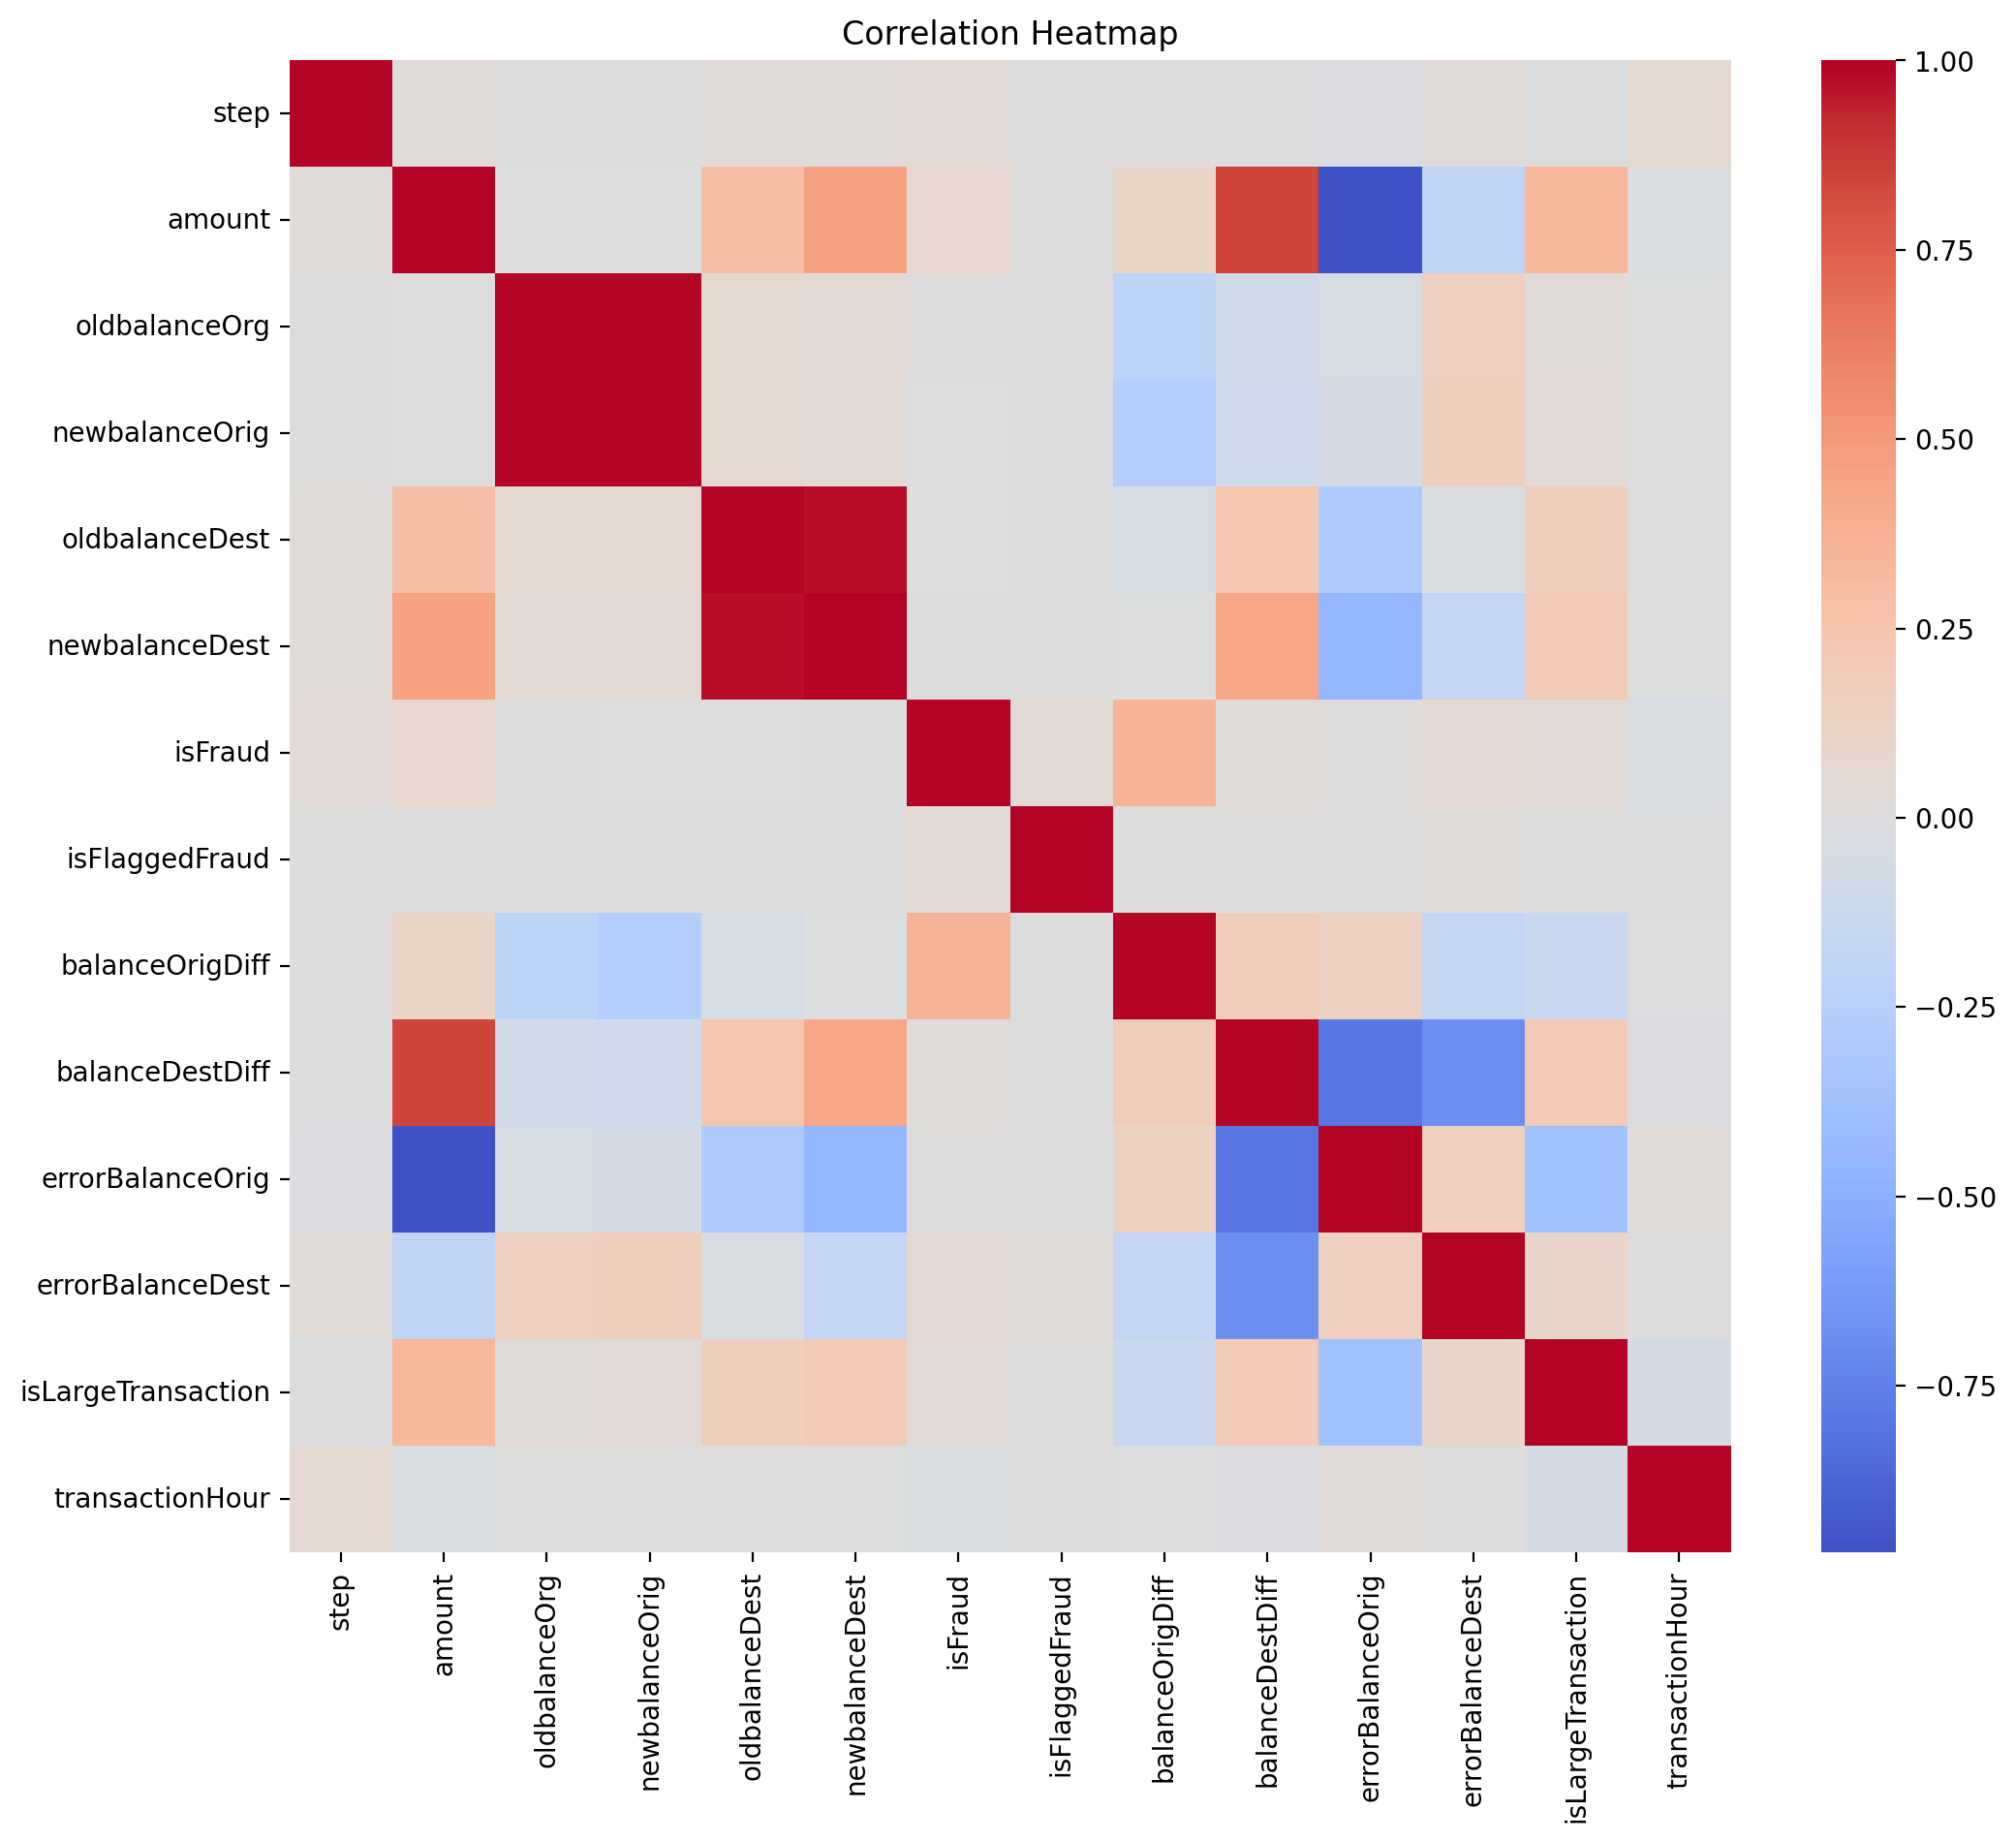 Correlation Heatmap
step
amount
oldbalanceOrg
newbalanceOrig
oldbalanceDest
newbalanceDest
isFraud
isFlaggedFraud
balanceOrigDiff
balanceDestDiff
errorBalanceOrig
errorBalanceDest
isLargeTransaction
transactionHour
step
amount
oldbalanceOrg
newbalanceOrig
oldbalanceDest
newbalanceDest
isFraud
isFlaggedFraud
balanceOrigDiff
balanceDestDiff
errorBalanceOrig
errorBalanceDest
isLargeTransaction
transactionHour
1.00
0.75
0.50
0.25
0.00
−0.25
−0.50
−0.75